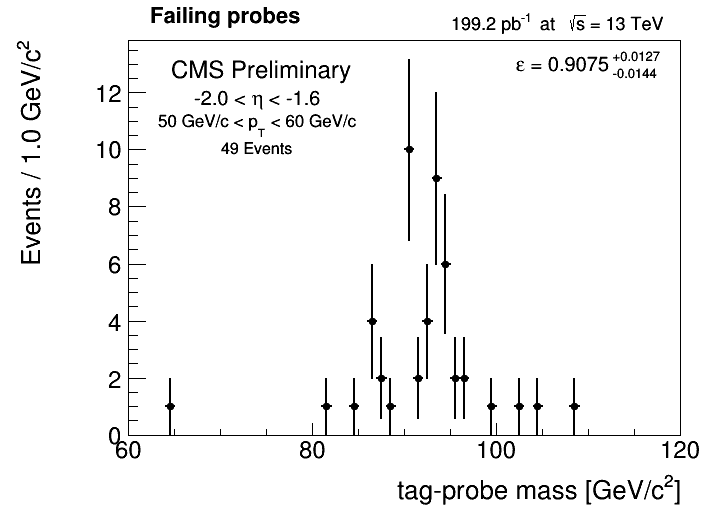 Failing probes
199.2 pb⁻¹ at √s = 13 TeV
CMS Preliminary
-2.0 < η < -1.6
50 GeV/c < p_T < 60 GeV/c
49 Events
ε = 0.9075 +0.0127 -0.0144
Events / 1.0 GeV/c²
12
10
8
6
4
2
0
60 80 100 120
tag-probe mass [GeV/c²]